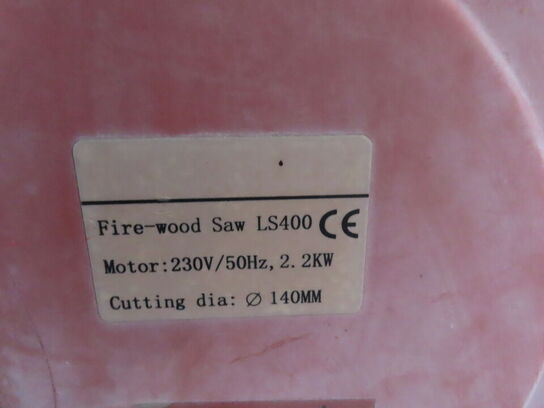 Fire-wood Saw LS400 CE
Motor:230V/50Hz, 2.2KW
Cutting dia: ∅ 140MM